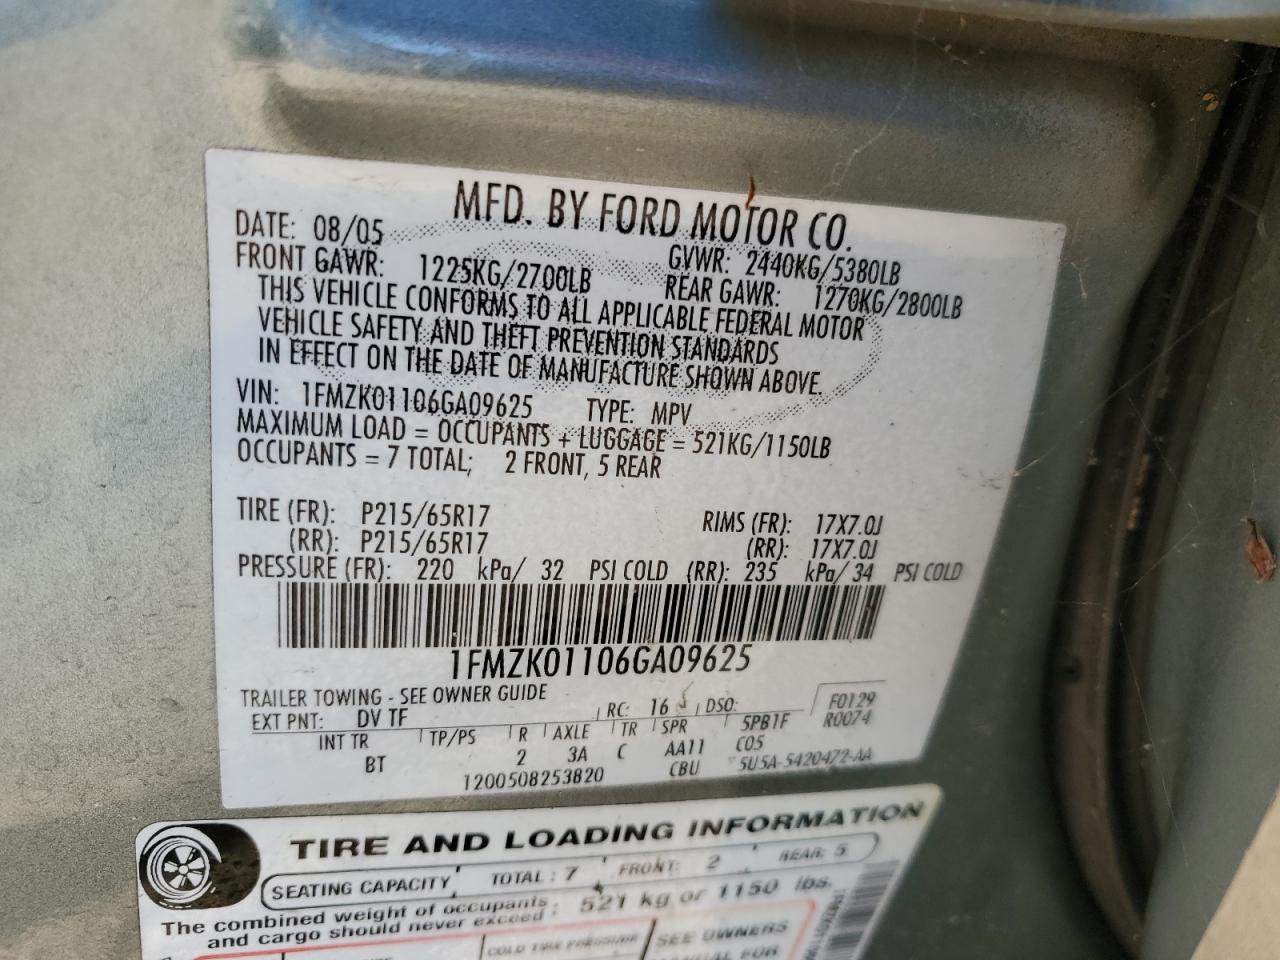 MFD. BY FORD MOTOR CO.
DATE: 08/05 GVWR: 2440KG/5380LB
FRONT GAWR: 1225KG/2700LB REAR GAWR: 1270KG/2800LB
THIS VEHICLE CONFORMS TO ALL APPLICABLE FEDERAL MOTOR
VEHICLE SAFETY AND THEFT PREVENTION STANDARDS
IN EFFECT ON THE DATE OF MANUFACTURE SHOWN ABOVE.
VIN: 1FMZK01106GA09625 TYPE: MPV
MAXIMUM LOAD = OCCUPANTS + LUGGAGE = 521KG/1150LB
OCCUPANTS = 7 TOTAL; 2 FRONT, 5 REAR
TIRE (FR): P215/65R17 RIMS (FR): 17X7.0J
(RR): P215/65R17 (RR): 17X7.0J
PRESSURE (FR): 220 kPa/ 32 PSI COLD (RR): 235 kPa/ 34 PSI COLD
1FMZK01106GA09625
TRAILER TOWING - SEE OWNER GUIDE
EXT PNT: DV TF RC: 16 DSO: F0129
R0074
INT TR TP/PS R AXLE TR SPR 5PB1F
BT 2 3A C AA11 C05
1200508253820 CBU 5U5A-5420472-AA
TIRE AND LOADING INFORMATION
SEATING CAPACITY TOTAL : 7 FRONT: 2 REAR: 5
The combined weight of occupants : 521 kg or 1150 lbs.
and cargo should never exceed :
COLD TIRE PRESSURE SEE OWNERS
MANUAL FOR